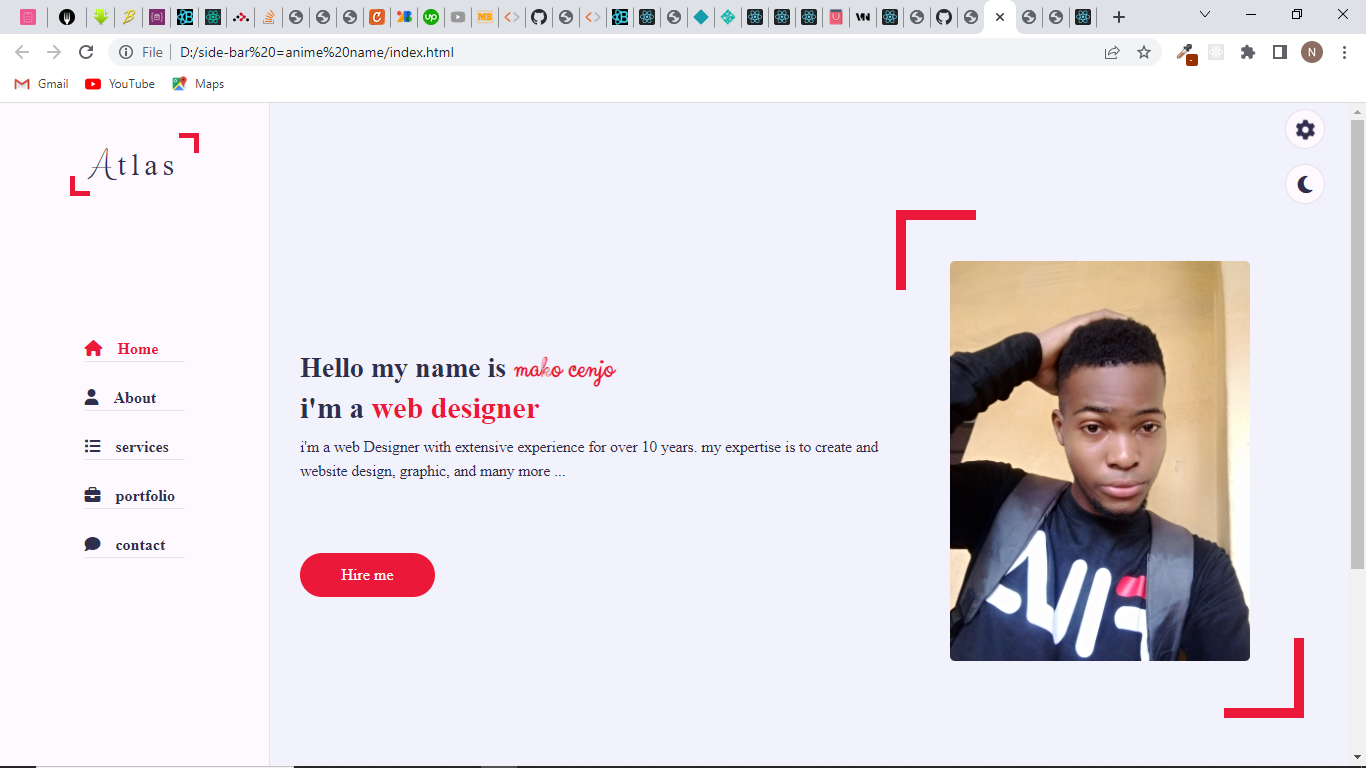 File
D:/side-bar%20=anime%20name/index.html
N
Gmail
YouTube
Maps
Atlas
Home
About
services
portfolio
contact
Hello my name is mako cenjo
i'm a web designer
i'm a web Designer with extensive experience for over 10 years. my expertise is to create and
website design, graphic, and many more ...
Hire me